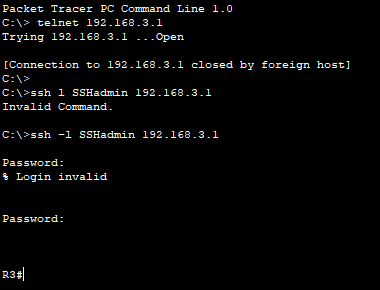 Packet Tracer PC Command Line 1.0
C:\> telnet 192.168.3.1
Trying 192.168.3.1 ...Open
[Connection to 192.168.3.1 closed by foreign host]
C:\>
C:\>ssh l SSHadmin 192.168.3.1
Invalid Command.
C:\>ssh -l SSHadmin 192.168.3.1
Password:
% Login invalid
Password:
R3#